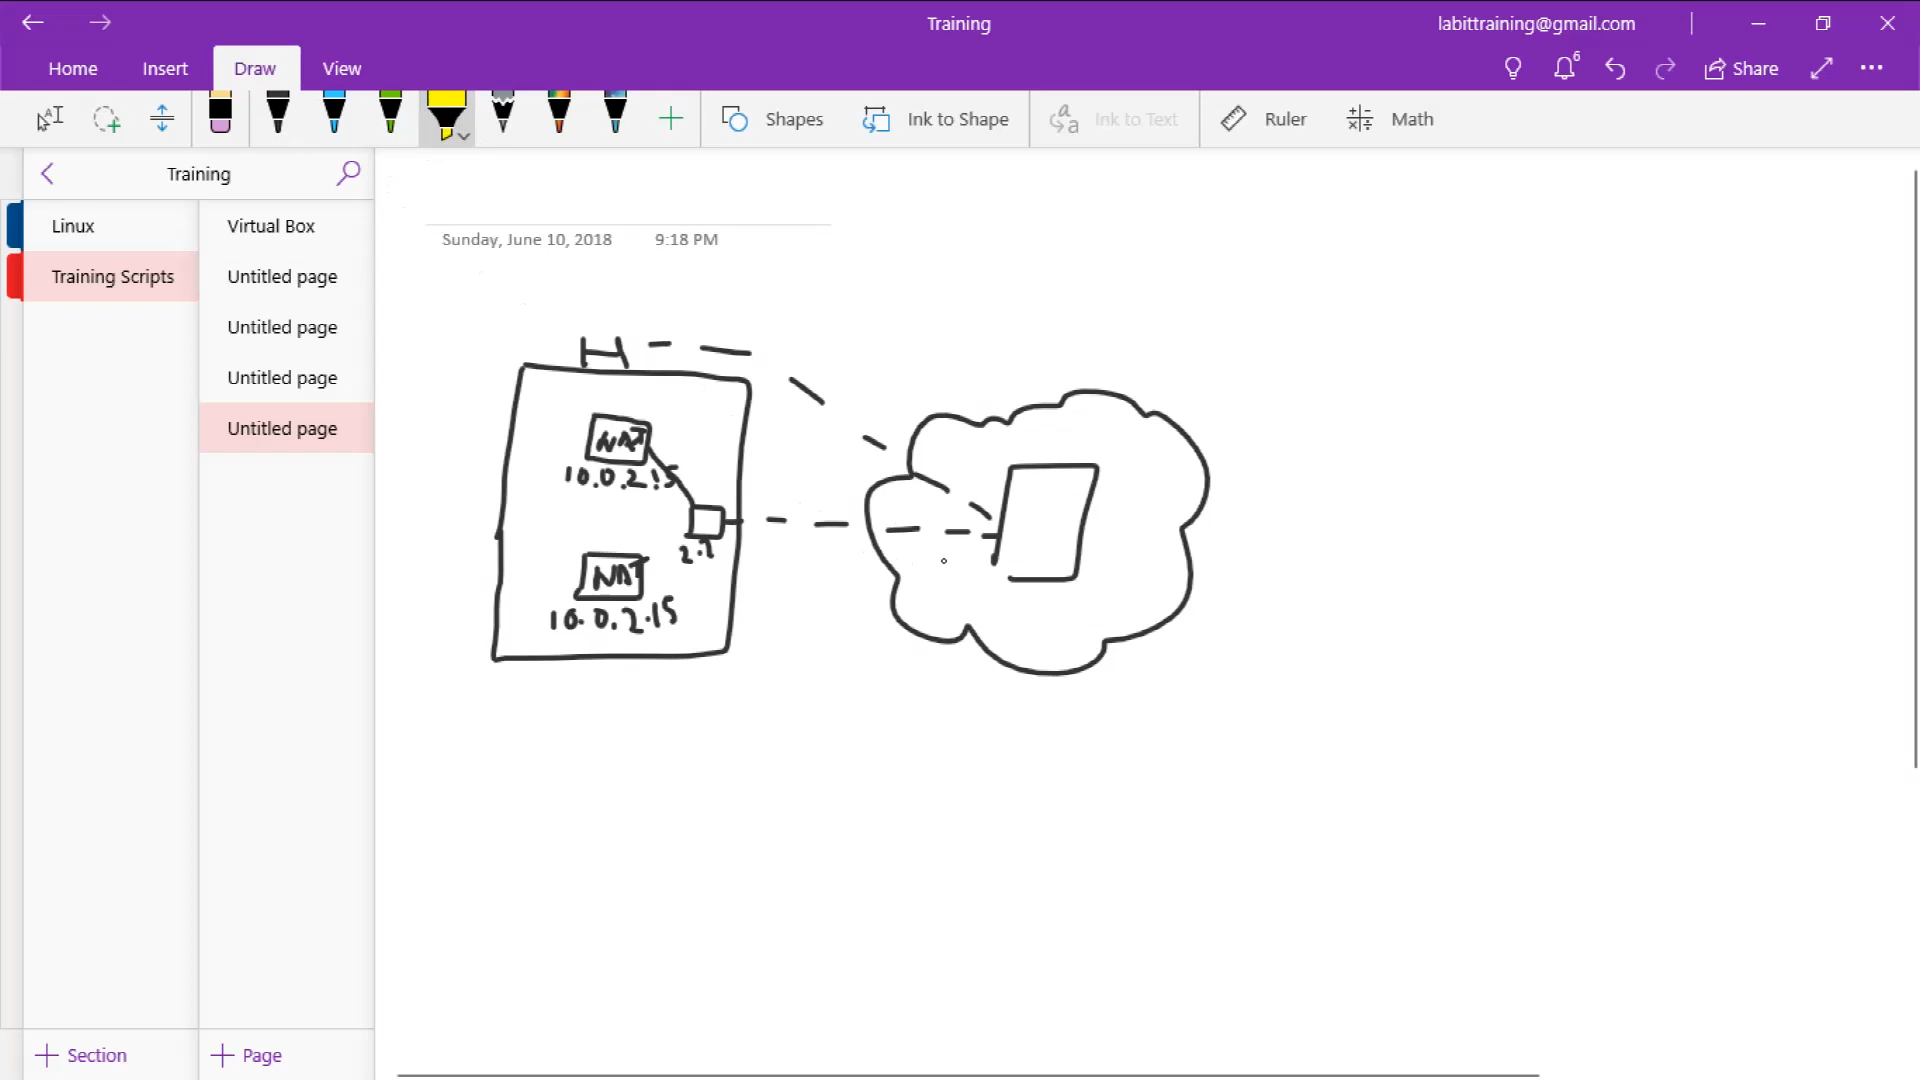 Training
labittraining@gmail.com
Home Insert Draw View
6
Share
Shapes Ink to Shape Ink to Text Ruler Math
Training
Linux
Training Scripts
Virtual Box
Untitled page
Untitled page
Untitled page
Untitled page
Sunday, June 10, 2018 9:18 PM
H
NAT
10.0.2.15
NAT
10.0.2.15
Section
Page